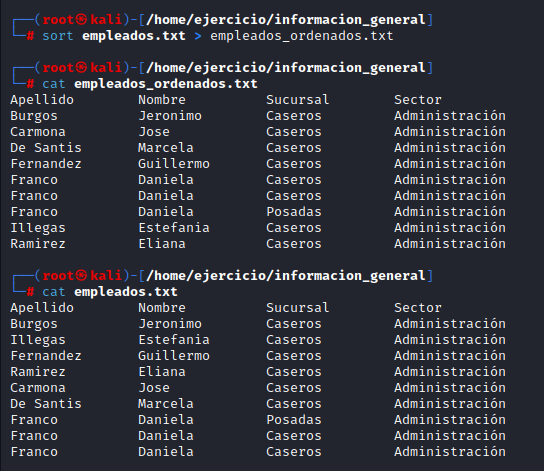 ┌──(root㉿kali)-[/home/ejercicio/informacion_general]
└─# sort empleados.txt > empleados_ordenados.txt
┌──(root㉿kali)-[/home/ejercicio/informacion_general]
└─# cat empleados_ordenados.txt
Apellido Nombre Sucursal Sector
Burgos Jeronimo Caseros Administración
Carmona Jose Caseros Administración
De Santis Marcela Caseros Administración
Fernandez Guillermo Caseros Administración
Franco Daniela Caseros Administración
Franco Daniela Caseros Administración
Franco Daniela Posadas Administración
Illegas Estefania Caseros Administración
Ramirez Eliana Caseros Administración
┌──(root㉿kali)-[/home/ejercicio/informacion_general]
└─# cat empleados.txt
Apellido Nombre Sucursal Sector
Burgos Jeronimo Caseros Administración
Illegas Estefania Caseros Administración
Fernandez Guillermo Caseros Administración
Ramirez Eliana Caseros Administración
Carmona Jose Caseros Administración
De Santis Marcela Caseros Administración
Franco Daniela Posadas Administración
Franco Daniela Caseros Administración
Franco Daniela Caseros Administración